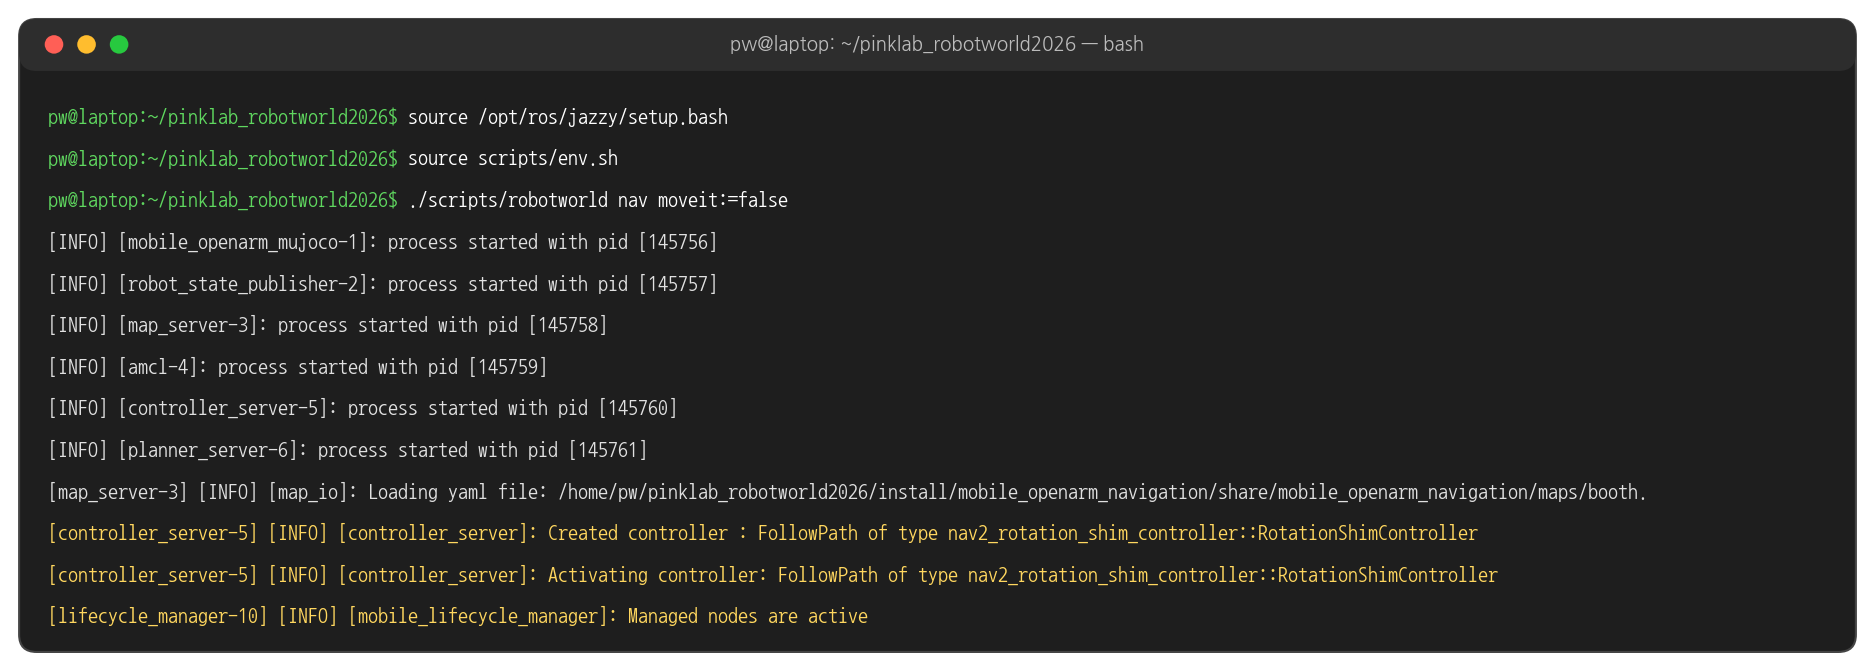 pw@laptop: ~/pinklab_robotworld2026 — bash
pw@laptop:~/pinklab_robotworld2026$ source /opt/ros/jazzy/setup.bash
pw@laptop:~/pinklab_robotworld2026$ source scripts/env.sh
pw@laptop:~/pinklab_robotworld2026$ ./scripts/robotworld nav moveit:=false
[INFO] [mobile_openarm_mujoco-1]: process started with pid [145756]
[INFO] [robot_state_publisher-2]: process started with pid [145757]
[INFO] [map_server-3]: process started with pid [145758]
[INFO] [amcl-4]: process started with pid [145759]
[INFO] [controller_server-5]: process started with pid [145760]
[INFO] [planner_server-6]: process started with pid [145761]
[map_server-3] [INFO] [map_io]: Loading yaml file: /home/pw/pinklab_robotworld2026/install/mobile_openarm_navigation/share/mobile_openarm_navigation/maps/booth.
[controller_server-5] [INFO] [controller_server]: Created controller : FollowPath of type nav2_rotation_shim_controller::RotationShimController
[controller_server-5] [INFO] [controller_server]: Activating controller: FollowPath of type nav2_rotation_shim_controller::RotationShimController
[lifecycle_manager-10] [INFO] [mobile_lifecycle_manager]: Managed nodes are active